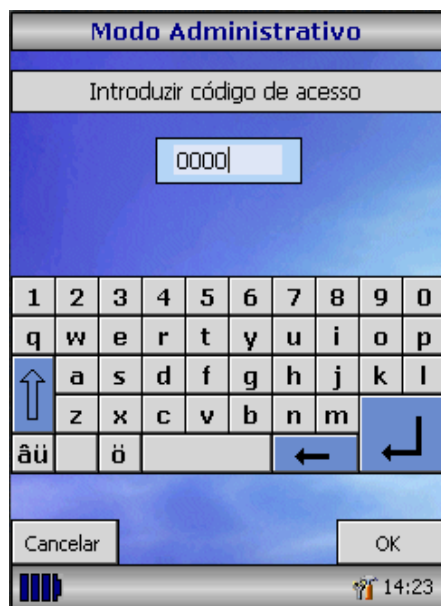 Modo Administrativo
Introduzir código de acesso
0000
1 2 3 4 5 6 7 8 9 0
q w e r t y u i o p
a s d f g h j k l
z x c v b n m
âü ö
Cancelar OK
14:23